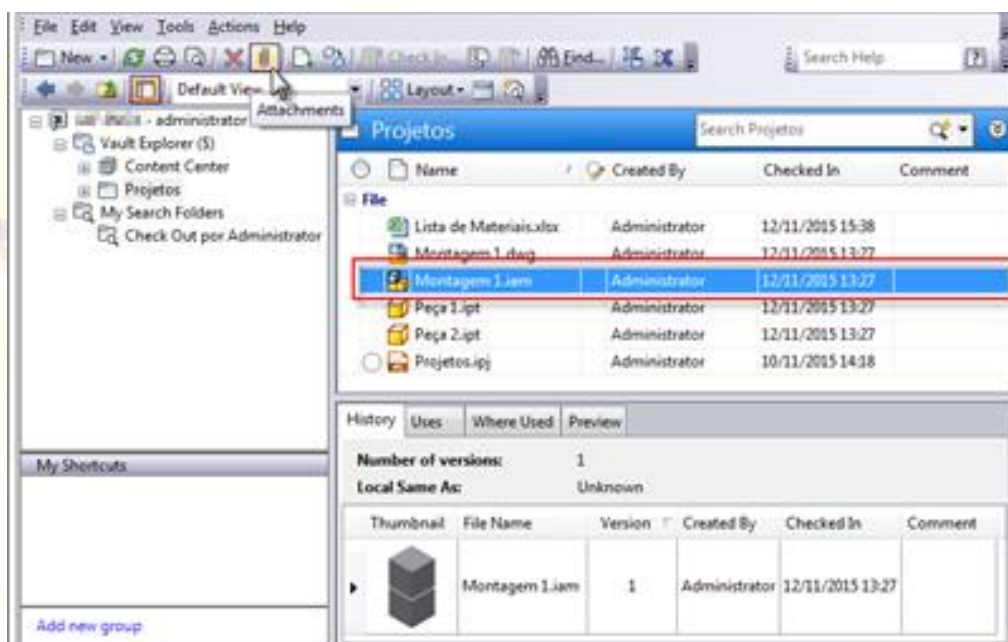 File Edit View Tools Actions Help
New Check In... Find... Search Help
Default View Layout
Attachments
- administrator
Vault Explorer ($)
Content Center
Projetos
My Search Folders
Check Out por Administrator
My Shortcuts
Add new group
Projetos Search Projetos
Name Created By Checked In Comment
File
Lista de Materiais.xlsx Administrator 12/11/2015 15:38
Montagem 1.dwg Administrator 12/11/2015 13:27
Montagem 1.iam Administrator 12/11/2015 13:27
Peça 1.ipt Administrator 12/11/2015 13:27
Peça 2.ipt Administrator 12/11/2015 13:27
Projetos.ipj Administrator 10/11/2015 14:18
History Uses Where Used Preview
Number of versions: 1
Local Same As: Unknown
Thumbnail File Name Version Created By Checked In Comment
Montagem 1.iam 1 Administrator 12/11/2015 13:27